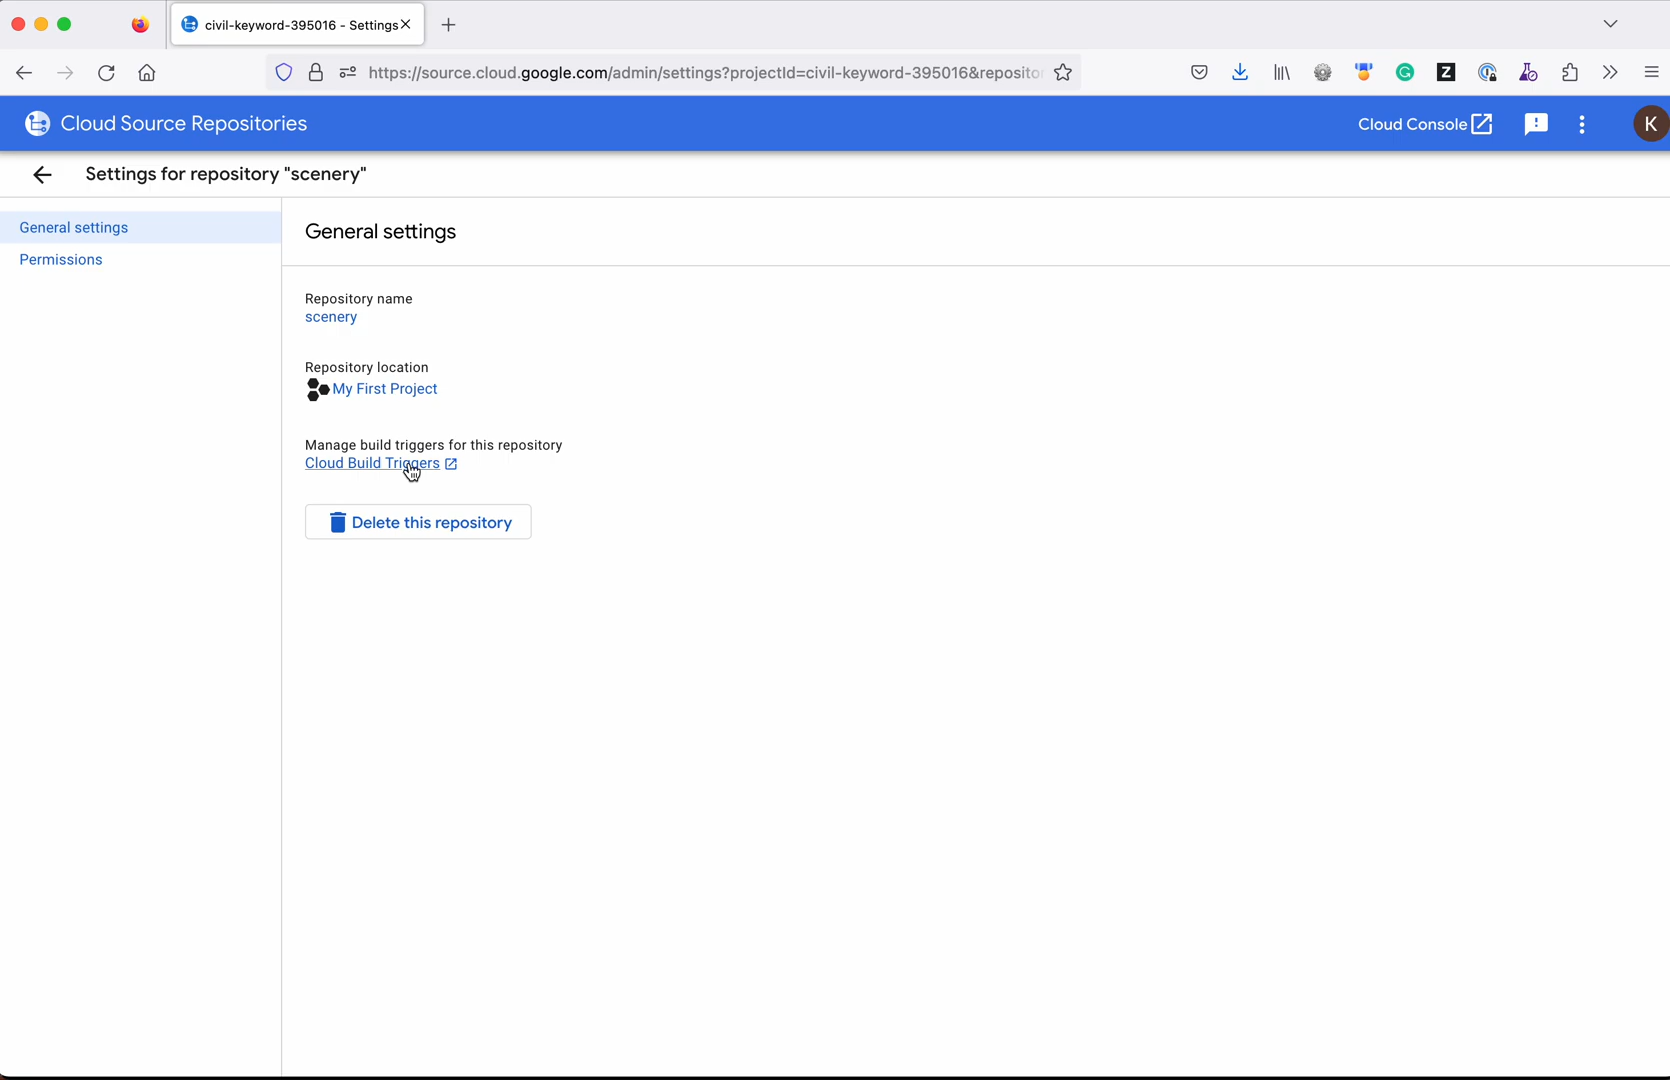 civil-keyword-395016 - Settings
https://source.cloud.google.com/admin/settings?projectId=civil-keyword-395016&repositor
Cloud Source Repositories
Cloud Console
K
Settings for repository "scenery"
General settings
Permissions
General settings
Repository name
scenery
Repository location
My First Project
Manage build triggers for this repository
Cloud Build Triggers
Delete this repository